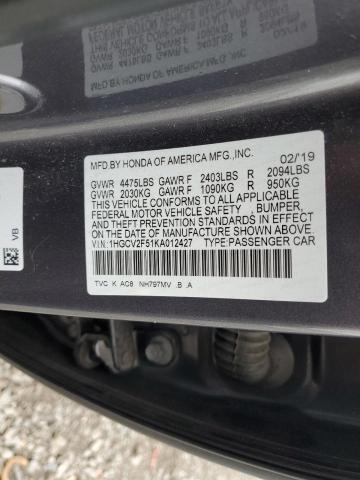 MFD.BY HONDA OF AMERICA MFG.,INC. 02/'19
GVWR 4475LBS GAWR F 2403LBS R 2094LBS
GVWR 2030KG GAWR F 1090KG R 950KG
THIS VEHICLE CONFORMS TO ALL APPLICABLE
FEDERAL MOTOR VEHICLE SAFETY, BUMPER,
AND THEFT PREVENTION STANDARDS IN EFFECT
ON THE DATE OF MANUFACTURE SHOWN ABOVE.
VIN:1HGCV2F51KA012427 TYPE:PASSENGER CAR
TVC K AC8 NH797MV .B .A
VB